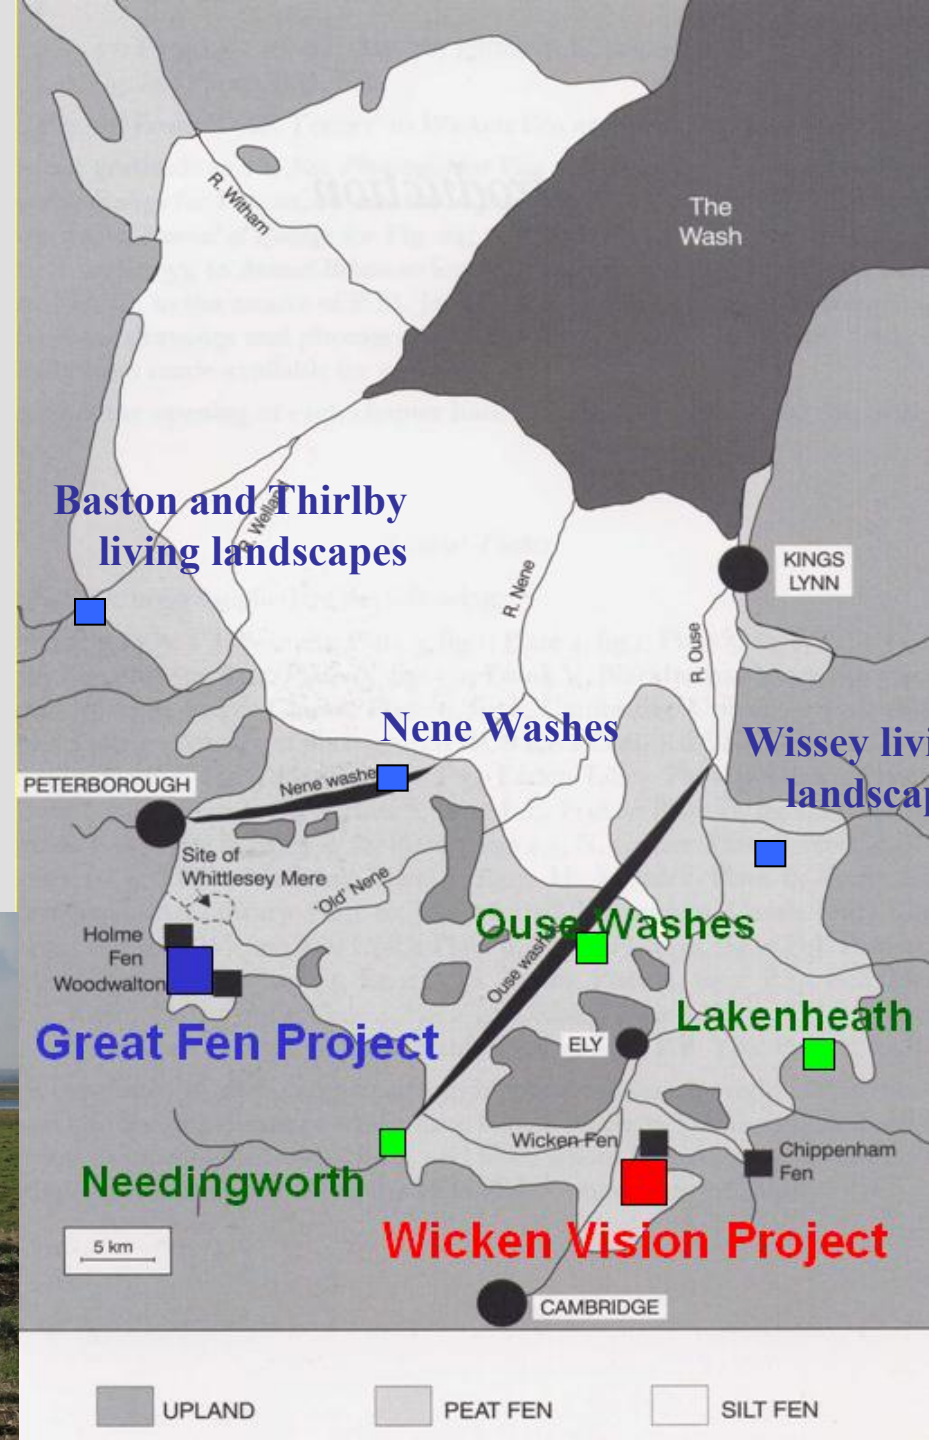 R. Witham
The
Wash
Baston and Thirlby
living landscapes
R. Welland
R. Nene
KINGS
LYNN
R. Ouse
Nene Washes
Wissey livi
landscap
PETERBOROUGH
Nene washe
Site of
Whittlesey Mere
'Old' Nene
Ouse Washes
Ouse washes
Holme
Fen
Woodwalton
Great Fen Project
Lakenheath
ELY
Needingworth
Wicken Fen
Chippenham
Fen
Wicken Vision Project
5 km
CAMBRIDGE
UPLAND
PEAT FEN
SILT FEN